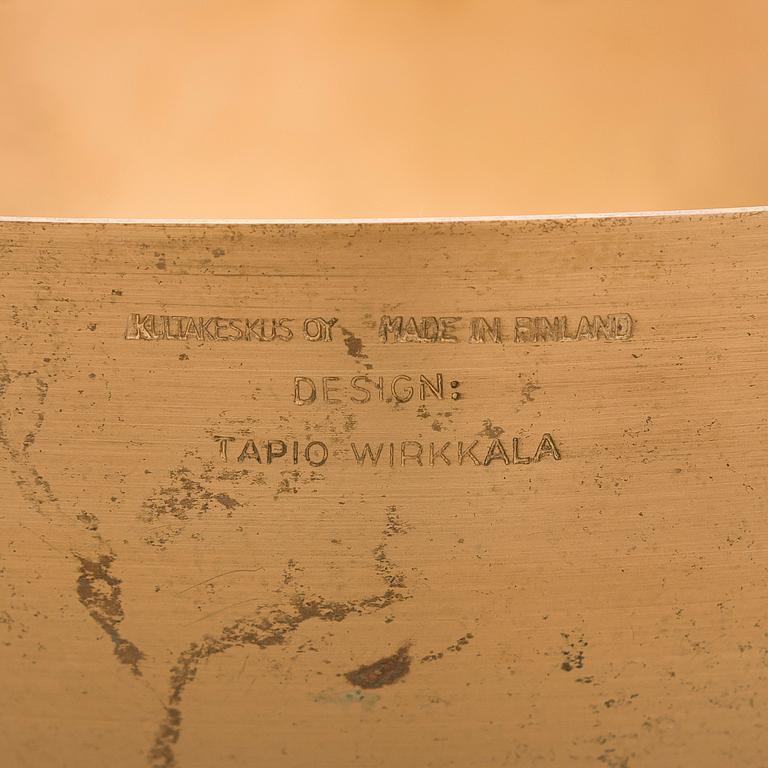 KULTAKESKUS OY MADE IN FINLAND
DESIGN:
TAPIO WIRKKALA